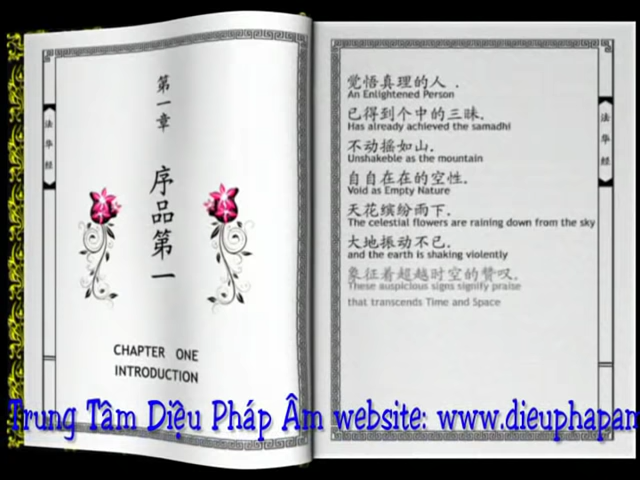 法华经
第一章
序品第一
CHAPTER ONE
INTRODUCTION
觉悟真理的人 .
An Enlightened Person
已得到个中的三昧.
Has already achieved the samadhi
不动摇如山.
Unshakeble as the mountain
自自在在的空性.
Void as Empty Nature
天花缤纷雨下.
The celestial flowers are raining down from the sky
大地振动不已.
and the earth is shaking violently
象征着超越时空的赞叹.
These auspicious signs signify praise
that transcends Time and Space
法华经
Trung Tâm Diệu Pháp Âm website: www.dieuphapan